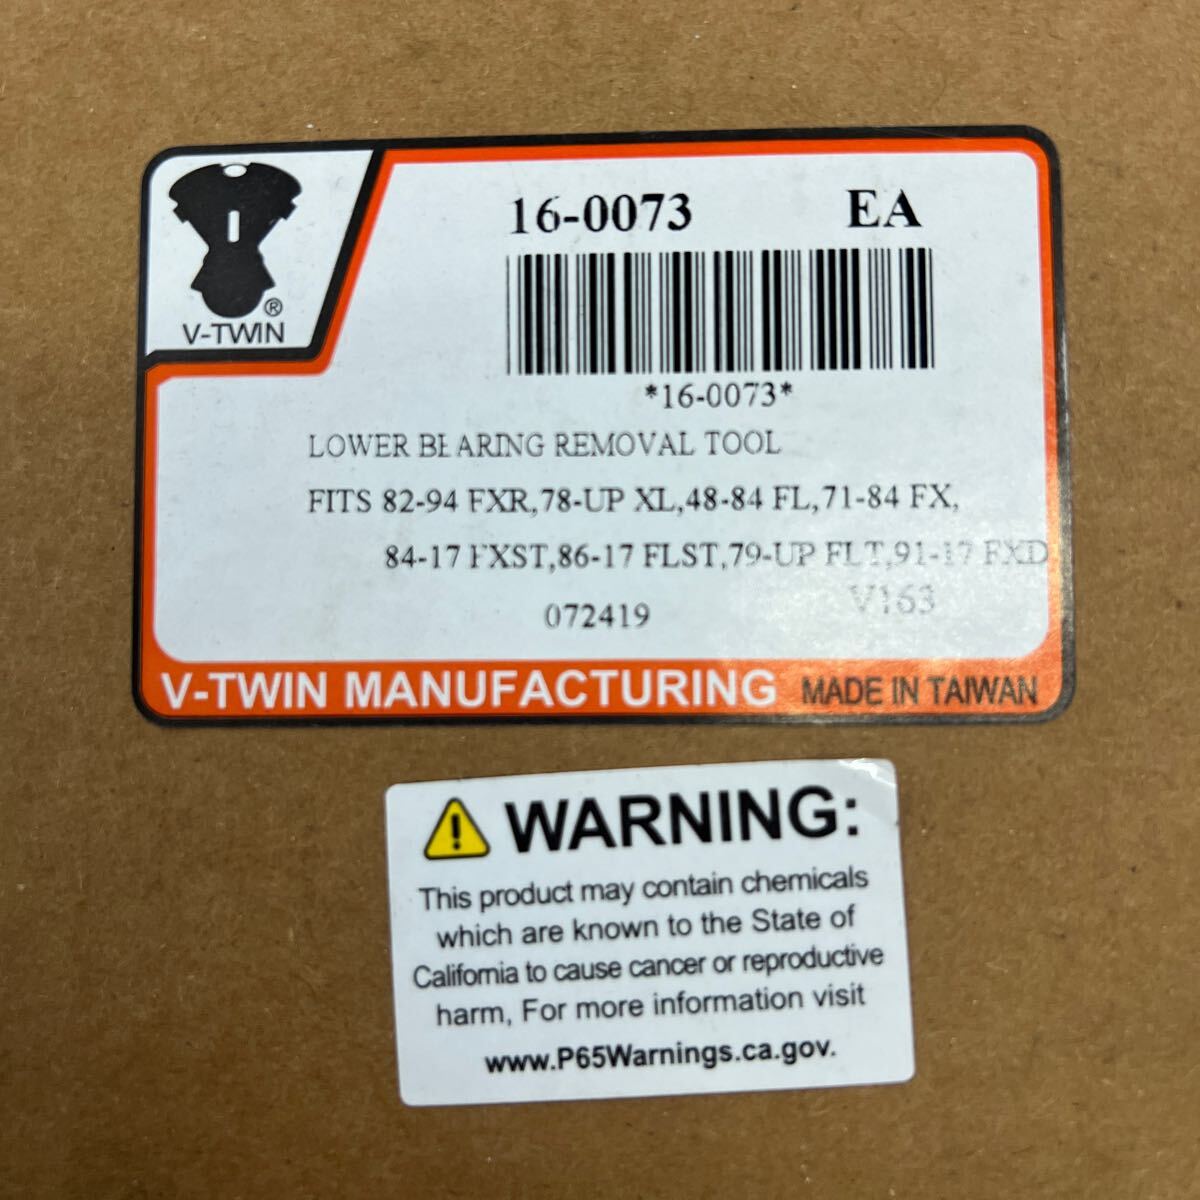 16-0073 EA
®
V-TWIN
*16-0073*
LOWER BEARING REMOVAL TOOL
FITS 82-94 FXR,78-UP XL,48-84 FL,71-84 FX,
84-17 FXST,86-17 FLST,79-UP FLT,91-17 FXD
072419 V163
V-TWIN MANUFACTURING MADE IN TAIWAN
WARNING:
This product may contain chemicals
which are known to the State of
California to cause cancer or reproductive
harm, For more information visit
www.P65Warnings.ca.gov.